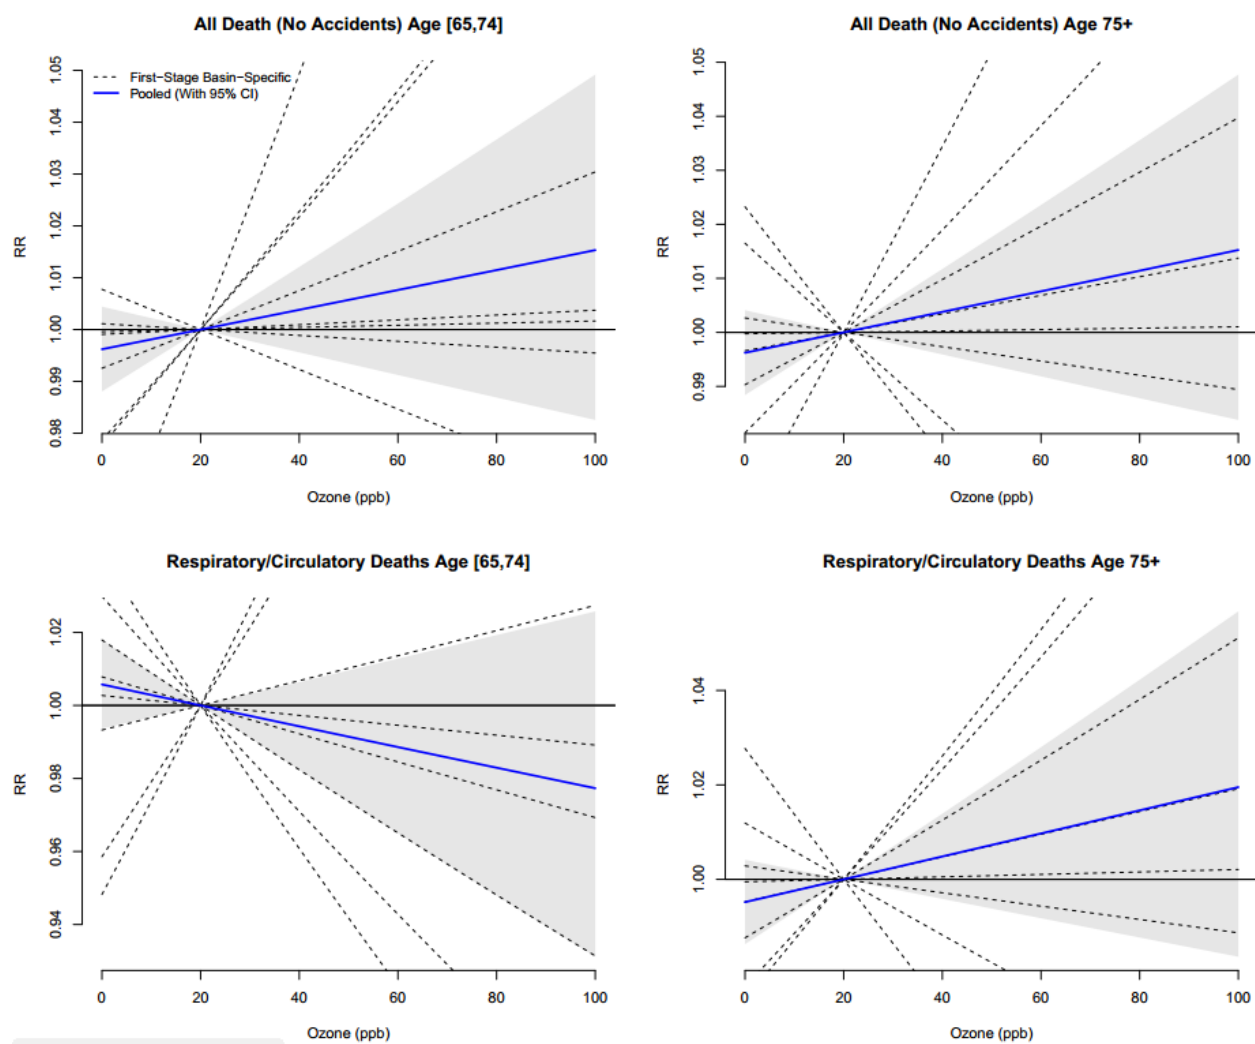 All Death (No Accidents) Age [65,74]
1.05
1.04
1.03
1.02
1.01
1.00
0.99
0.98
RR
First-Stage Basin-Specific
Pooled (With 95% CI)
0 20 40 60 80 100
Ozone (ppb)
All Death (No Accidents) Age 75+
1.05
1.04
1.03
1.02
1.01
1.00
0.99
RR
0 20 40 60 80 100
Ozone (ppb)
Respiratory/Circulatory Deaths Age [65,74]
1.02
1.00
0.98
0.96
0.94
RR
0 20 40 60 80 100
Ozone (ppb)
Respiratory/Circulatory Deaths Age 75+
1.04
1.02
1.00
RR
0 20 40 60 80 100
Ozone (ppb)